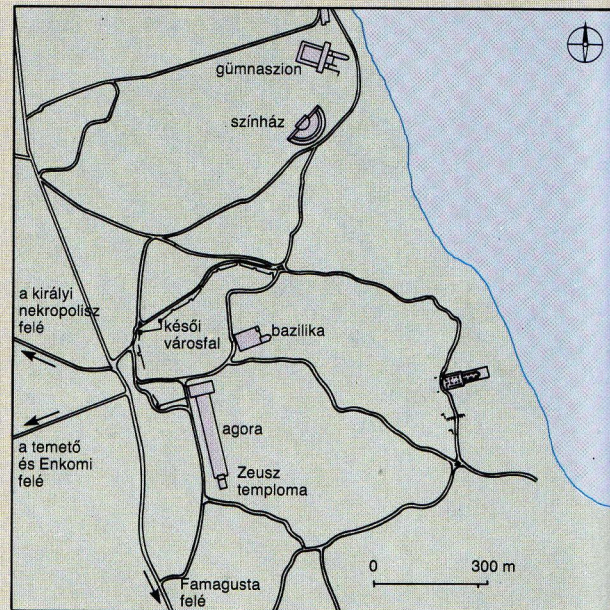 gümnaszion
színház
a királyi
nekropolisz
felé
késői
városfal
bazilika
agora
a temető
és Enkomi
felé
Zeusz
temploma
0 300 m
Famagusta
felé